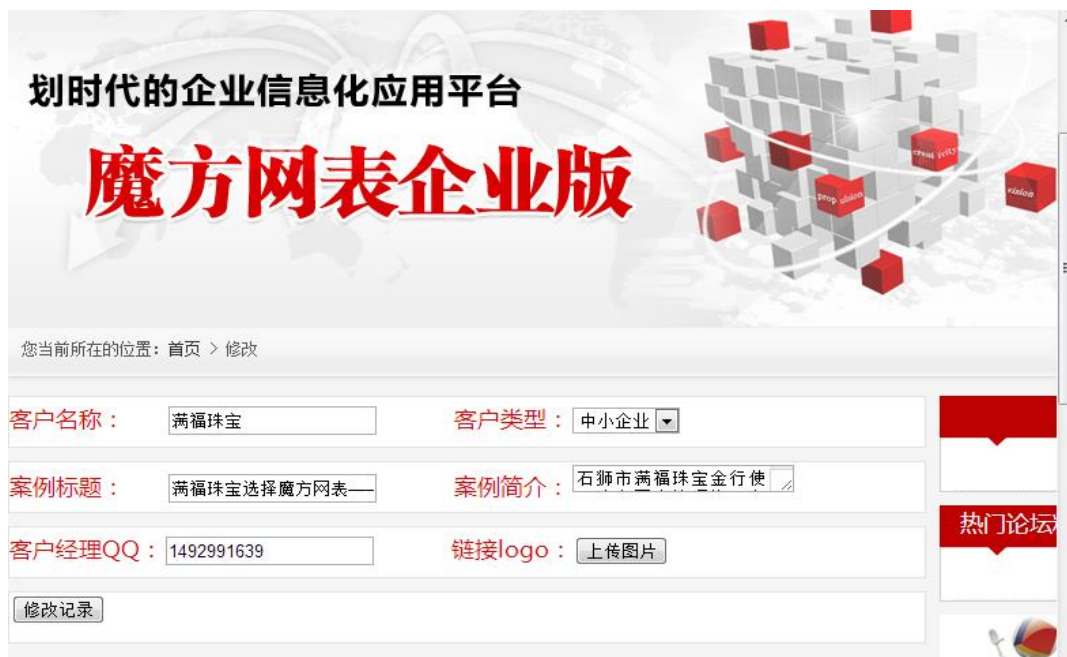 划时代的企业信息化应用平台
魔方网表企业版
creat ivity
vision
prop
您当前所在的位置：首页 > 修改
客户名称： 满福珠宝 客户类型： 中小企业
案例标题： 满福珠宝选择魔方网表—— 案例简介： 石狮市满福珠宝金行使
客户经理QQ： 1492991639 链接logo： 上传图片
热门论坛
修改记录